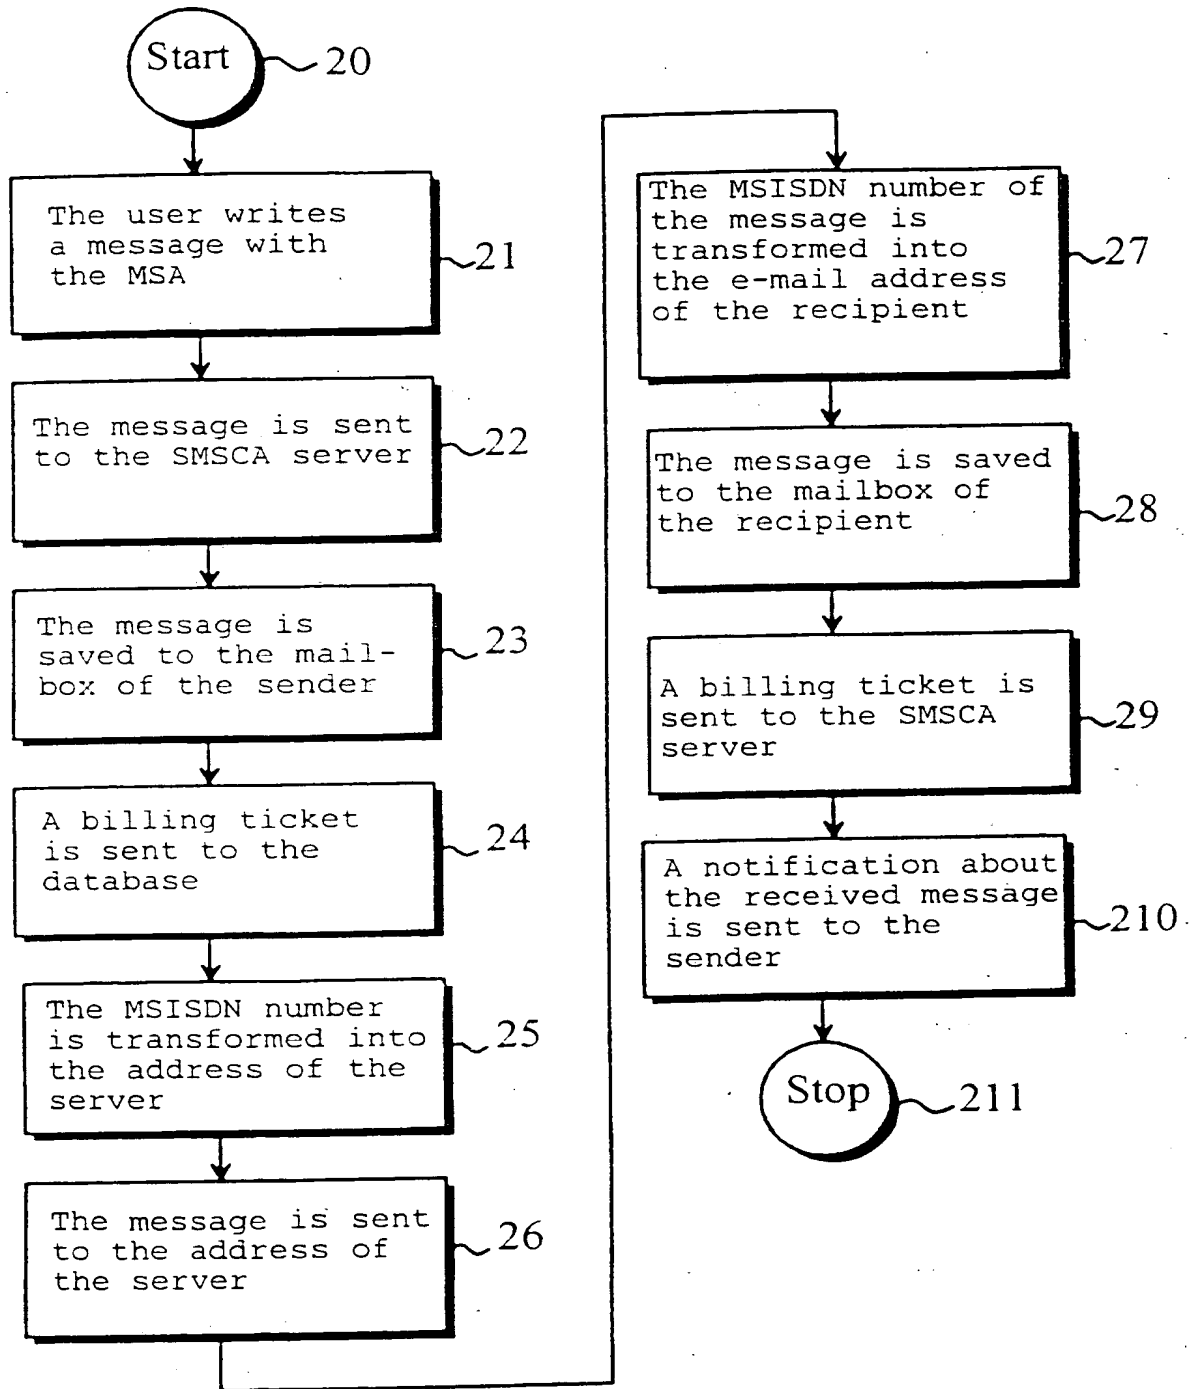 Start
20
The user writes
a message with
the MSA
21
The message is sent
to the SMSCA server
22
The message is
saved to the mail-
box of the sender
23
A billing ticket
is sent to the
database
24
The MSISDN number
is transformed into
the address of the
server
25
The message is sent
to the address of
the server
26
The MSISDN number of
the message is
transformed into
the e-mail address
of the recipient
27
The message is saved
to the mailbox of
the recipient
28
A billing ticket is
sent to the SMSCA
server
29
A notification about
the received message
is sent to the
sender
210
Stop
211